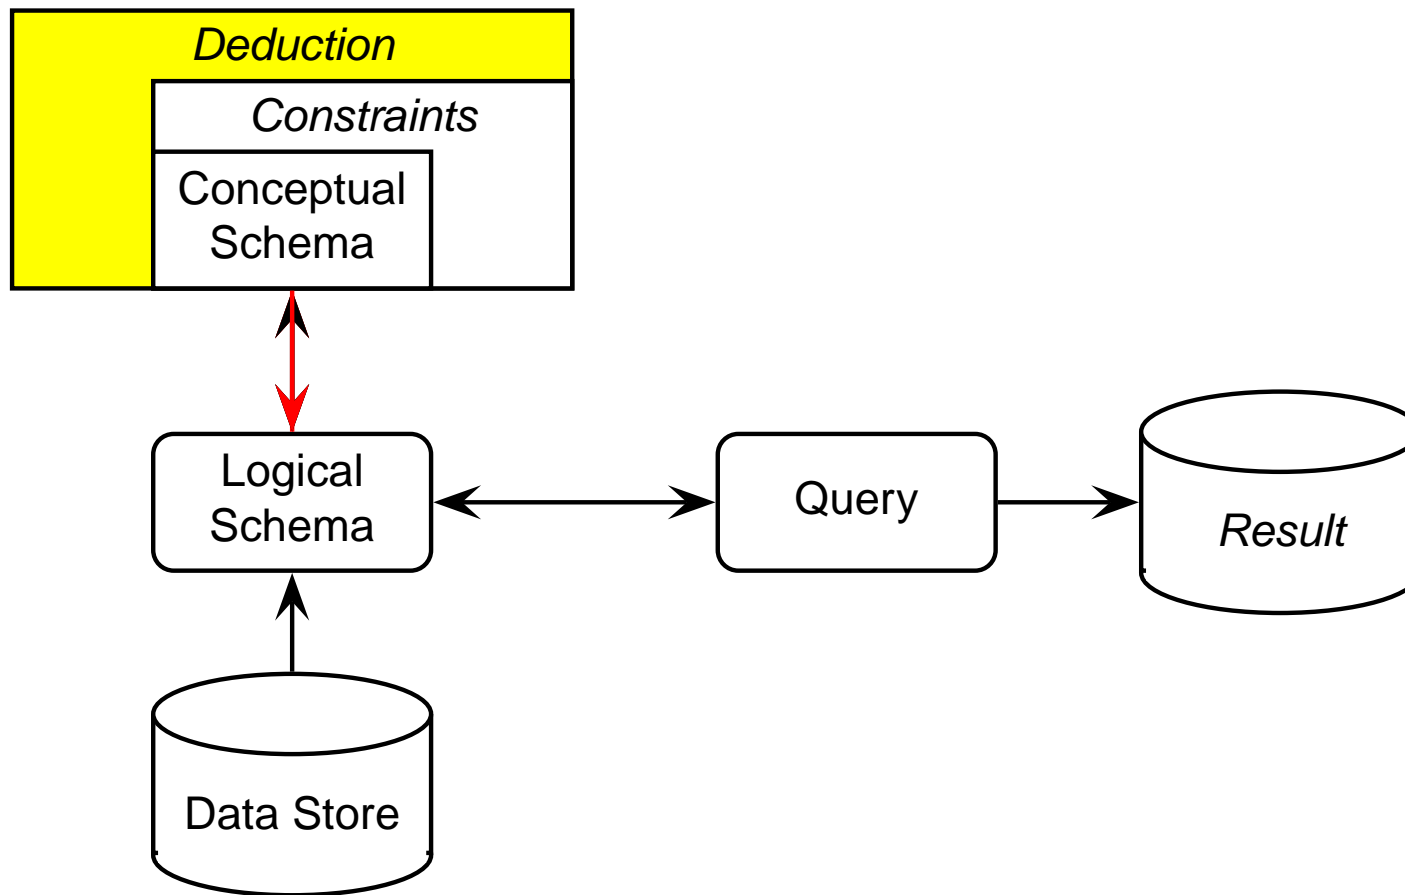 Deduction
Constraints
Conceptual
Schema
Logical
Schema
Query
Result
Data Store